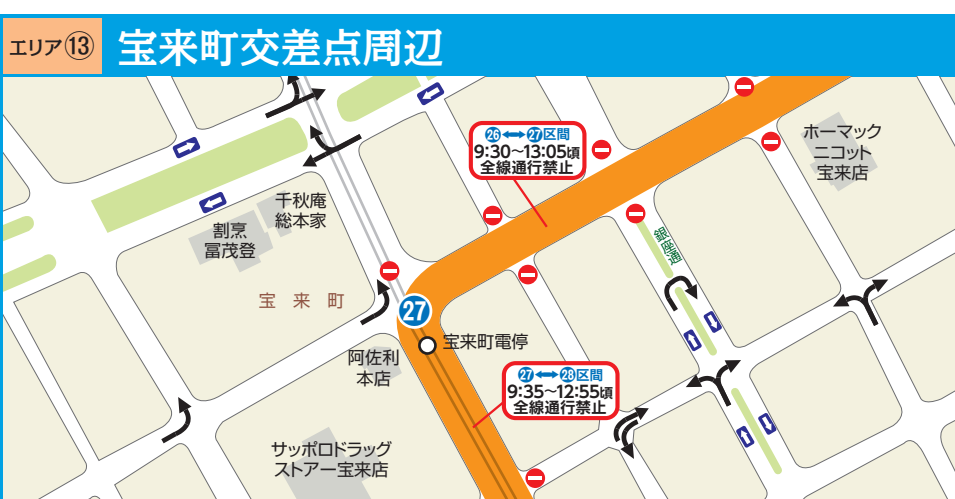 エリア⑬ 宝来町交差点周辺
㉖⟷㉗区間
9:30~13:05頃
全線通行禁止
ホーマック
ニコット
宝来店
千秋庵
総本家
割烹
冨茂登
銀座通
宝来町
㉗
宝来町電停
阿佐利
本店
㉗⟷㉘区間
9:35~12:55頃
全線通行禁止
サッポロドラッグ
ストアー宝来店